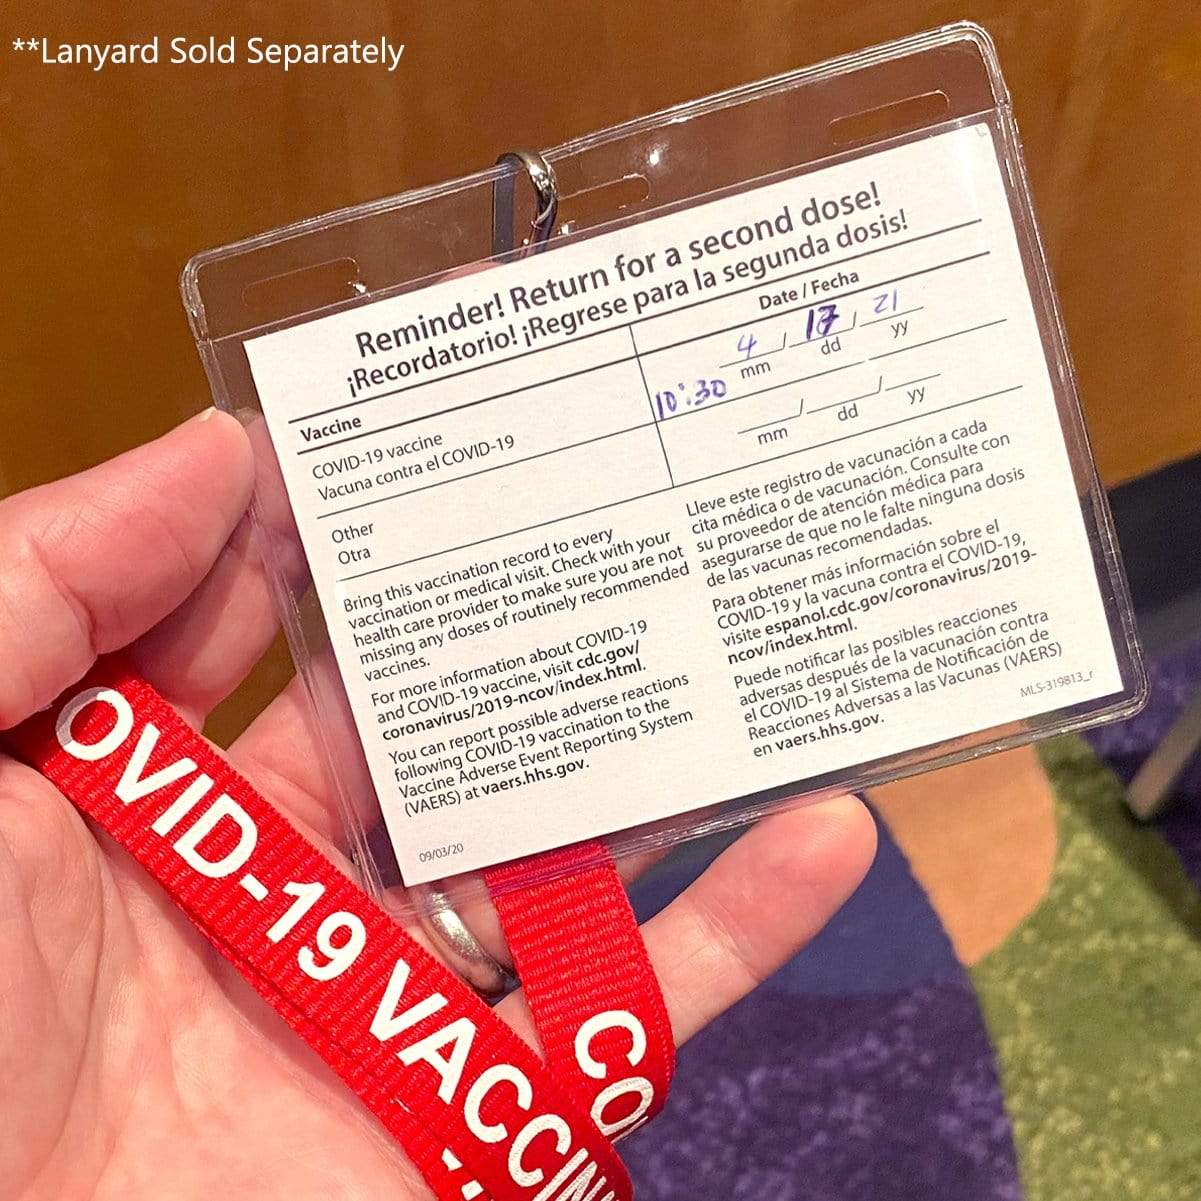 **Lanyard Sold Separately
Reminder! Return for a second dose!
¡Recordatorio! ¡Regrese para la segunda dosis!
Vaccine
Date / Fecha
COVID-19 vaccine
Vacuna contra el COVID-19
10:30
4 / 17 / 21
mm dd yy
Other
Otra
/ /
mm dd yy
Bring this vaccination record to every
vaccination or medical visit. Check with your
health care provider to make sure you are not
missing any doses of routinely recommended
vaccines.
For more information about COVID-19
and COVID-19 vaccine, visit cdc.gov/
coronavirus/2019-ncov/index.html.
You can report possible adverse reactions
following COVID-19 vaccination to the
Vaccine Adverse Event Reporting System
(VAERS) at vaers.hhs.gov.
09/03/20
Lleve este registro de vacunación a cada
cita médica o de vacunación. Consulte con
su proveedor de atención médica para
asegurarse de que no le falte ninguna dosis
de las vacunas recomendadas.
Para obtener más información sobre el
COVID-19 y la vacuna contra el COVID-19,
visite espanol.cdc.gov/coronavirus/2019-
ncov/index.html.
Puede notificar las posibles reacciones
adversas después de la vacunación contra
el COVID-19 al Sistema de Notificación de
Reacciones Adversas a las Vacunas (VAERS)
en vaers.hhs.gov.
MLS-319813_r
OVID-19 VACCIN
CO